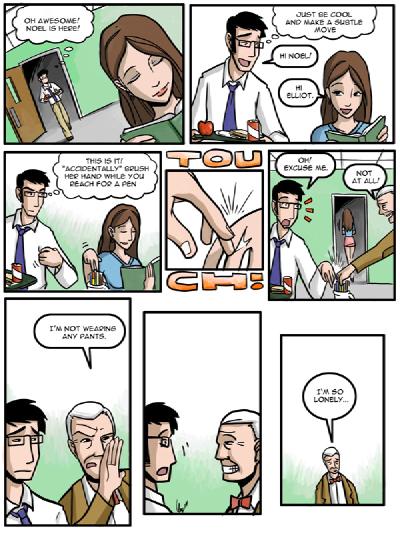 OH AWESOME!
NOEL IS HERE!
JUST BE COOL
AND MAKE A SUBTLE
MOVE
HI NOEL!
HI
ELLIOT.
THIS IS IT!
"ACCIDENTALLY" BRUSH
HER HAND WHILE YOU
REACH FOR A PEN
TOU
CH!
OH!
EXCUSE ME.
NOT
AT ALL!
I'M NOT WEARING
ANY PANTS.
I'M SO
LONELY...